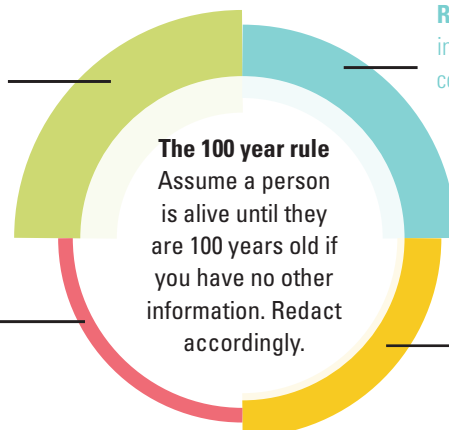 The 100 year rule
Assume a person
is alive until they
are 100 years old if
you have no other
information. Redact
accordingly.